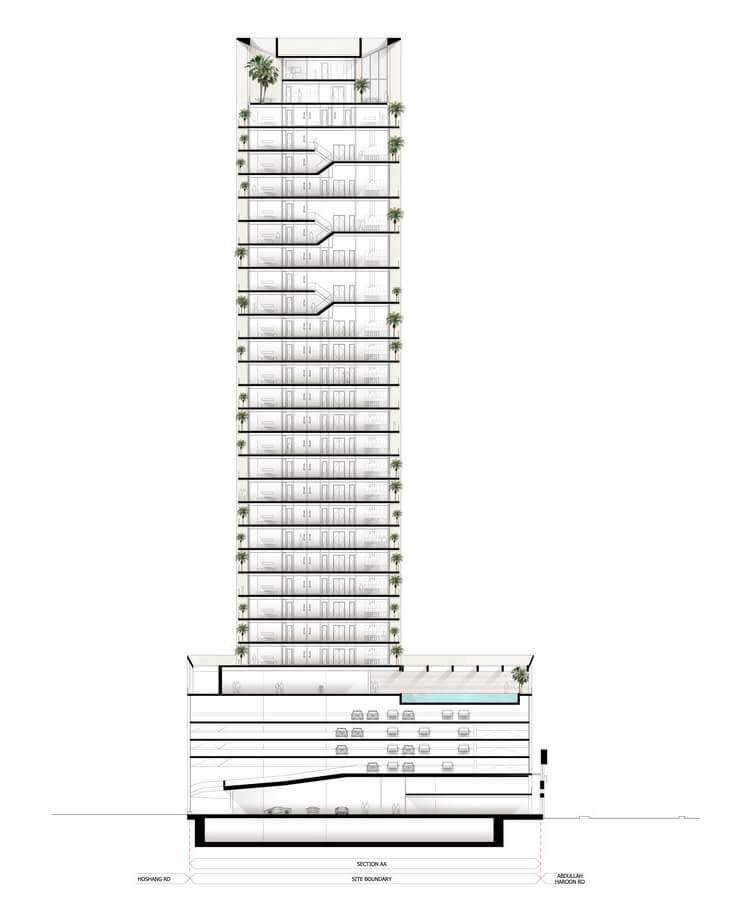 SECTION AA
HOSHANG RD
SITE BOUNDARY
ABDULLAH
HAROON RD